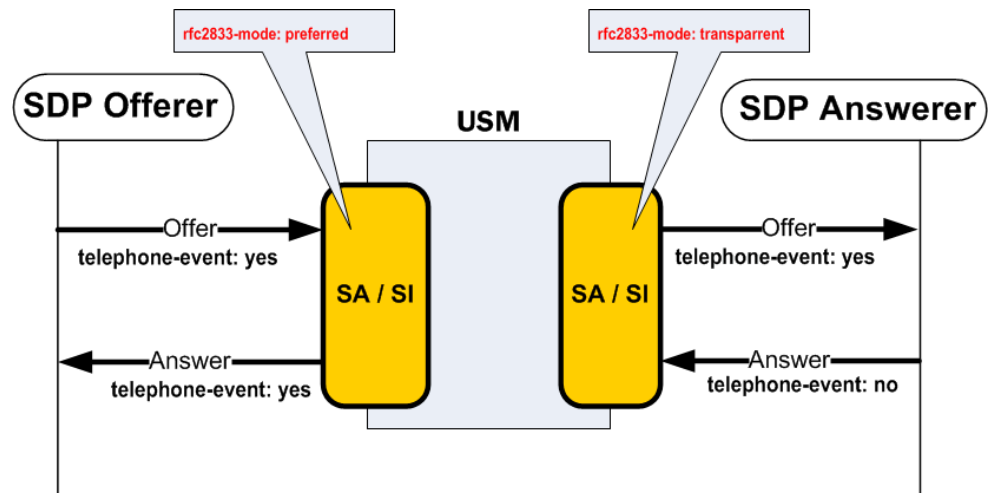 rfc2833-mode: preferred
rfc2833-mode: transparrent
SDP Offerer
USM
SDP Answerer
Offer
telephone-event: yes
Offer
telephone-event: yes
SA / SI
SA / SI
Answer
telephone-event: yes
Answer
telephone-event: no